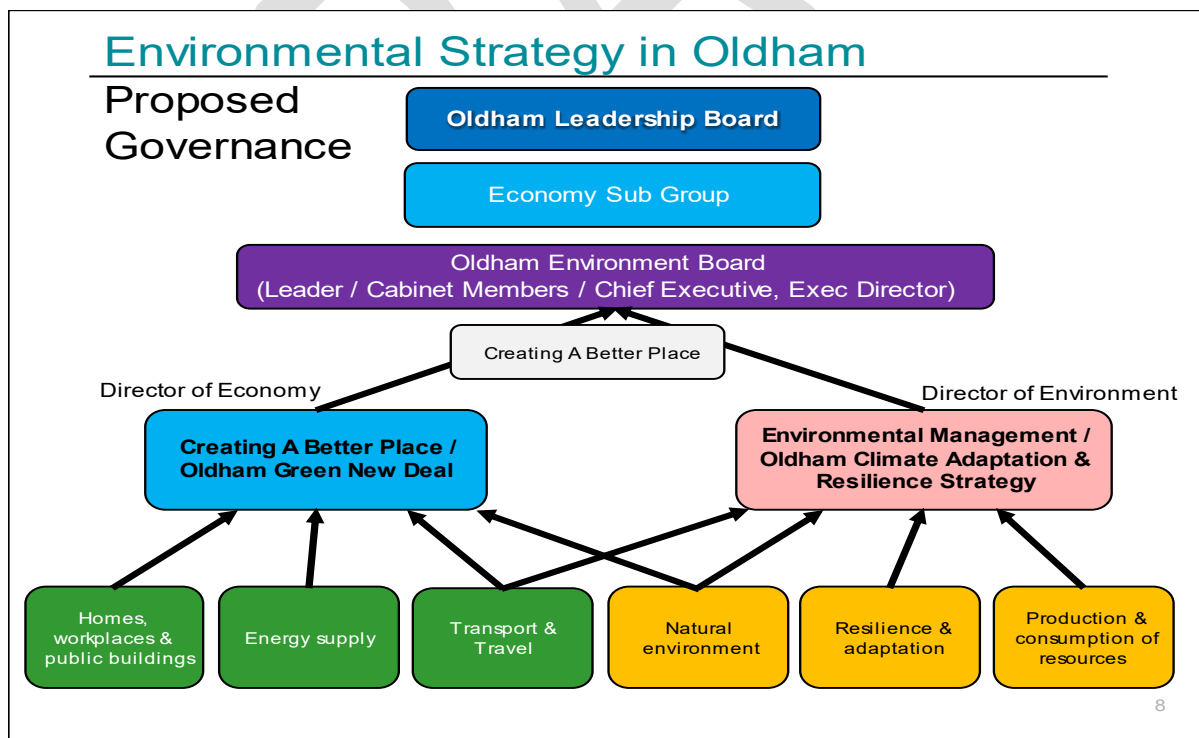 Environmental Strategy in Oldham
Proposed
Governance
Oldham Leadership Board
Economy Sub Group
Oldham Environment Board
(Leader / Cabinet Members / Chief Executive, Exec Director)
Creating A Better Place
Director of Economy
Director of Environment
Creating A Better Place /
Oldham Green New Deal
Environmental Management /
Oldham Climate Adaptation &
Resilience Strategy
Homes,
workplaces &
public buildings
Energy supply
Transport &
Travel
Natural
environment
Resilience &
adaptation
Production &
consumption of
resources
8